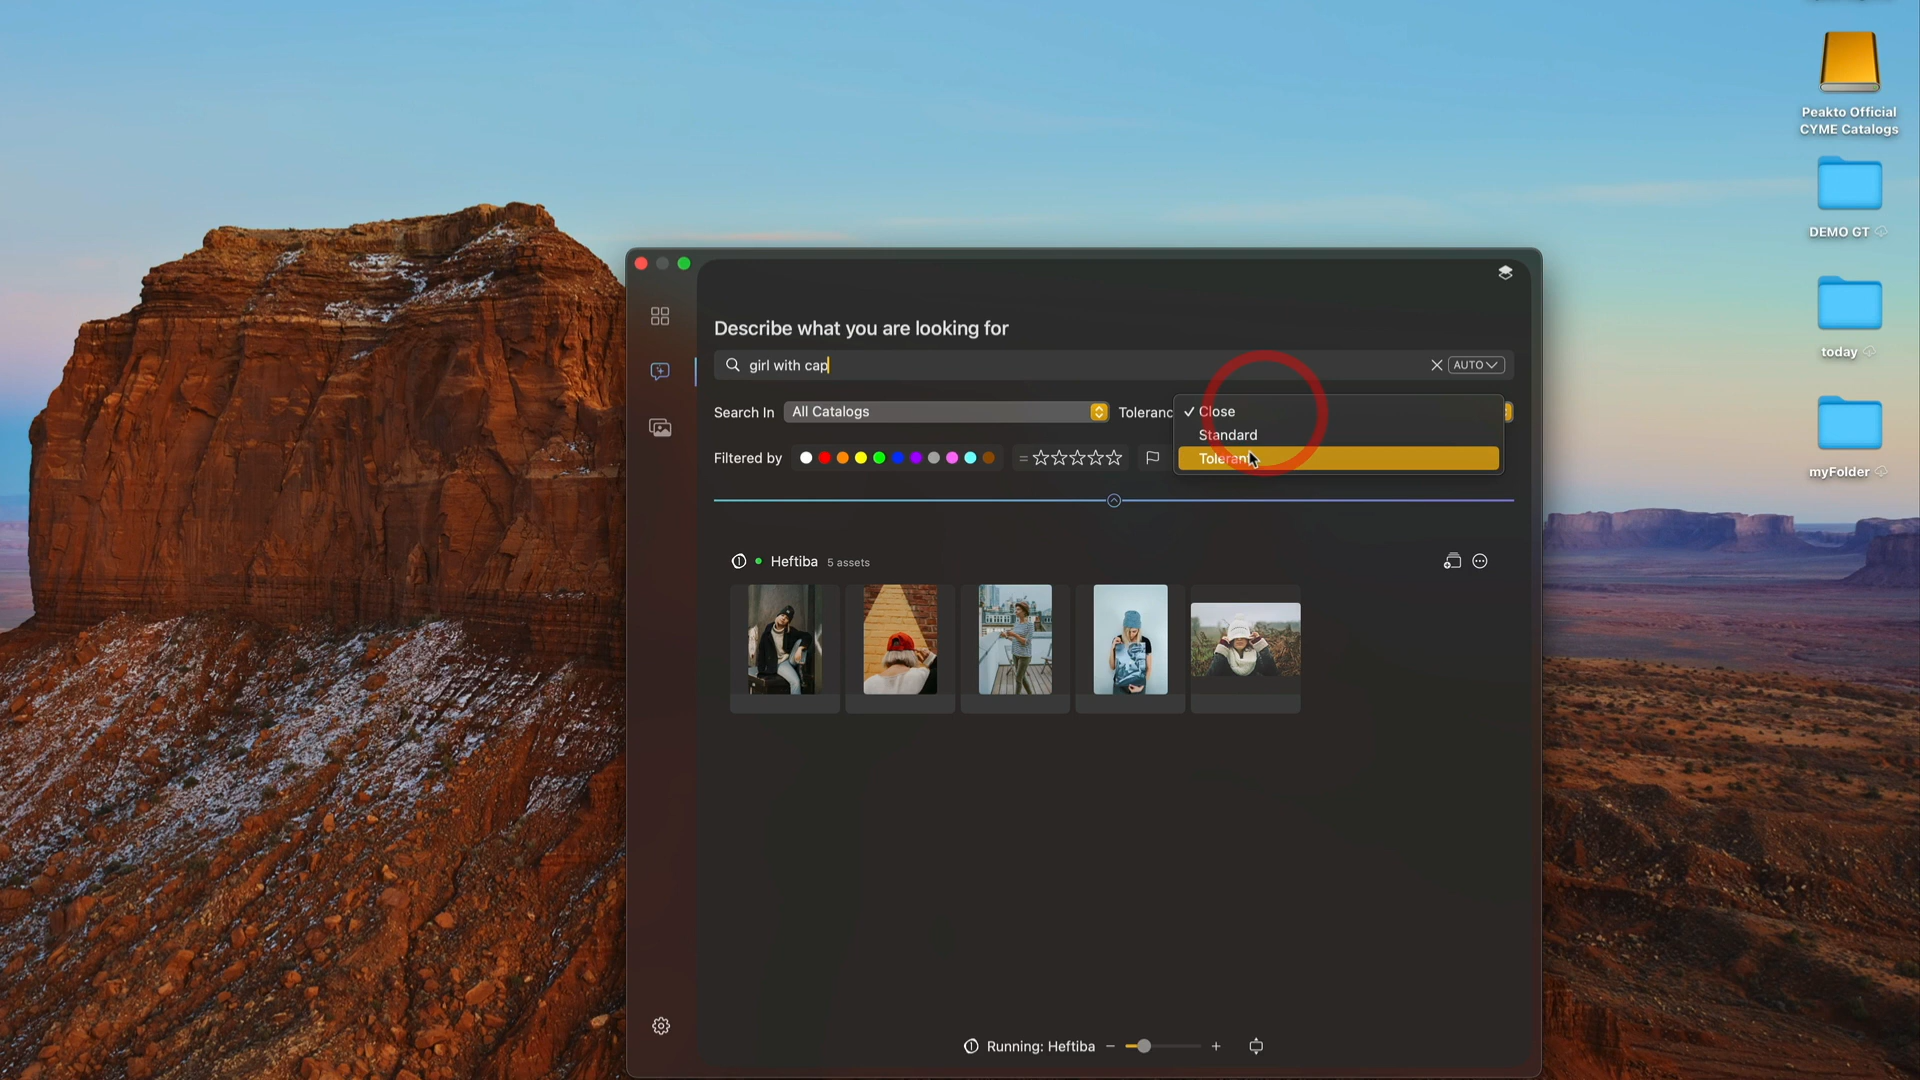 Peakto Official
CYME Catalogs
DEMO GT
today
myFolder
Describe what you are looking for
girl with cap
AUTO
Search In
All Catalogs
Toleranc
Close
Standard
Tolerant
Filtered by
=
Heftiba
5 assets
Running: Heftiba